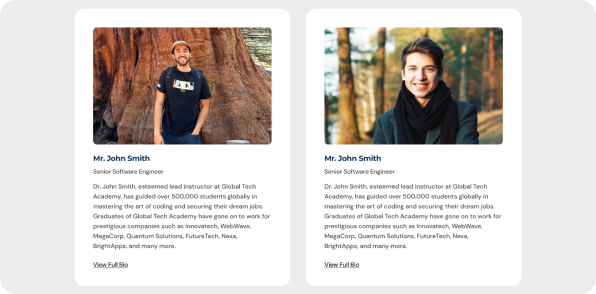 Mr. John Smith
Senior Software Engineer
Dr. John Smith, esteemed lead instructor at Global Tech
Academy, has guided over 500,000 students globally in
mastering the art of coding and securing their dream jobs.
Graduates of Global Tech Academy have gone on to work for
prestigious companies such as Innovatech, WebWave,
MegaCorp, Quantum Solutions, FutureTech, Nexa,
BrightApps, and many more.
View Full Bio
Mr. John Smith
Senior Software Engineer
Dr. John Smith, esteemed lead instructor at Global Tech
Academy, has guided over 500,000 students globally in
mastering the art of coding and securing their dream jobs.
Graduates of Global Tech Academy have gone on to work for
prestigious companies such as Innovatech, WebWave,
MegaCorp, Quantum Solutions, FutureTech, Nexa,
BrightApps, and many more.
View Full Bio